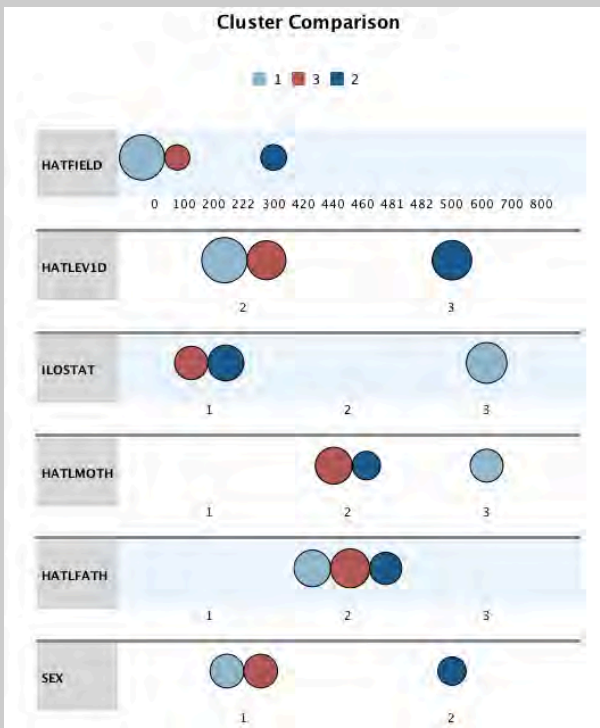 Cluster Comparison
1 3 2
HATFIELD
0 100 200 222 300 420 440 460 481 482 500 600 700 800
HATLEV1D
2 3
ILOSTAT
1 2 3
HATLMOTH
1 2 3
HATLFATH
1 2 3
SEX
1 2